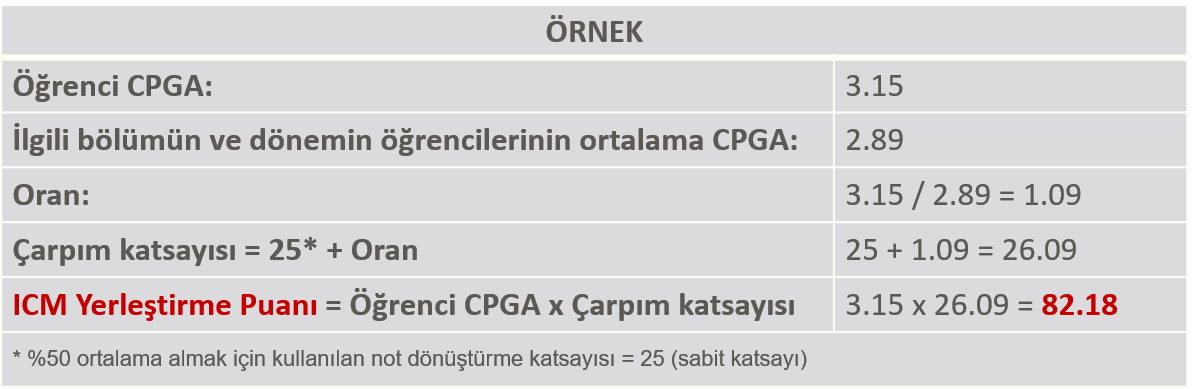 ÖRNEK
Öğrenci CPGA: 3.15
İlgili bölümün ve dönemin öğrencilerinin ortalama CPGA: 2.89
Oran: 3.15 / 2.89 = 1.09
Çarpım katsayısı = 25* + Oran 25 + 1.09 = 26.09
ICM Yerleştirme Puanı = Öğrenci CPGA x Çarpım katsayısı 3.15 x 26.09 = 82.18
* %50 ortalama almak için kullanılan not dönüştürme katsayısı = 25 (sabit katsayı)